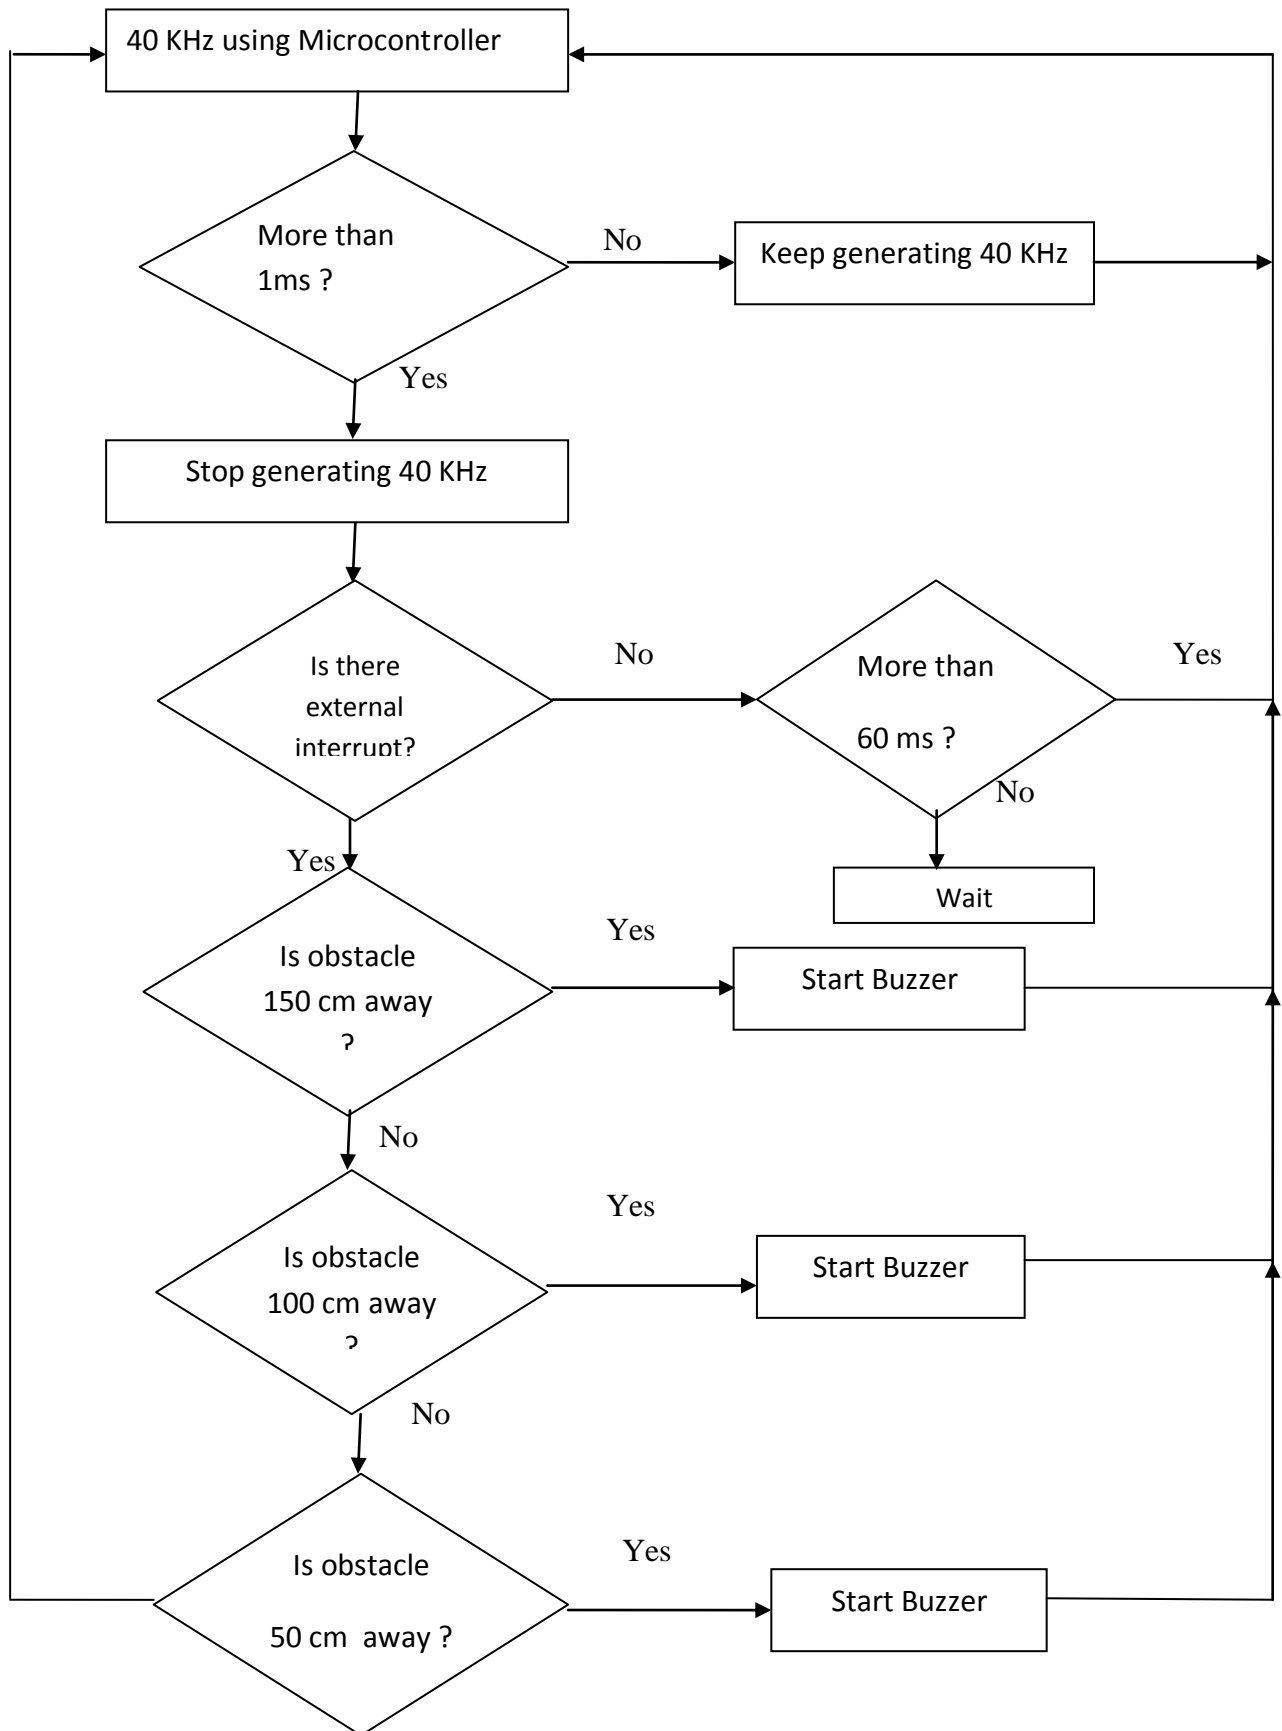 40 KHz using Microcontroller
More than
1ms ?
No
Keep generating 40 KHz
Yes
Stop generating 40 KHz
Is there
external
interrupt?
No
More than
60 ms ?
Yes
No
Wait
Yes
Is obstacle
150 cm away
?
Yes
Start Buzzer
No
Is obstacle
100 cm away
?
Yes
Start Buzzer
No
Is obstacle
50 cm away ?
Yes
Start Buzzer